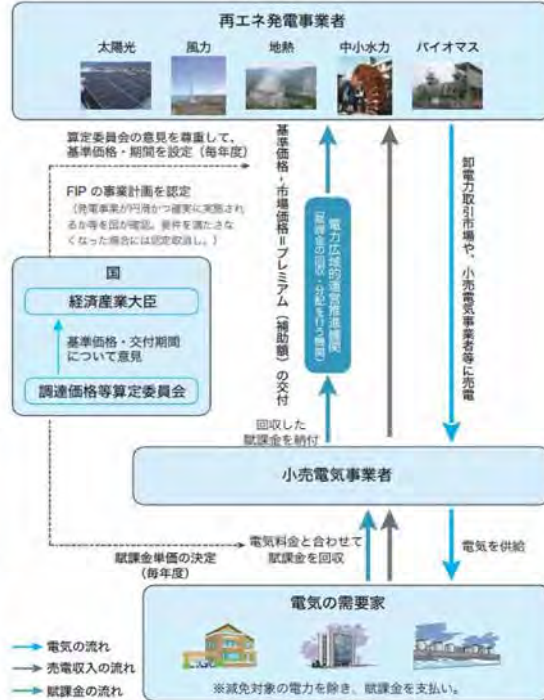 再エネ発電事業者
太陽光
風力
地熱
中小水力
バイオマス
算定委員会の意見を尊重して、
基準価格・期間を設定（毎年度）
FIP の事業計画を認定
（発電事業が円滑かつ確実に実施され
るか等を国が確認。要件を満たさな
くなった場合には認定取消し。）
国
経済産業大臣
基準価格・交付期間
について意見
調達価格等算定委員会
基準価格 - 市場価格＝プレミアム（補助額）の交付
電力広域的運営推進機関
（賦課金の回収・分配を行う機関）
卸電力取引市場や、小売電気事業者等に売電
回収した
賦課金を納付
小売電気事業者
賦課金単価の決定
（毎年度）
電気料金と合わせて
賦課金を回収
電気を供給
電気の需要家
※減免対象の電力を除き、賦課金を支払い。
電気の流れ
売電収入の流れ
賦課金の流れ